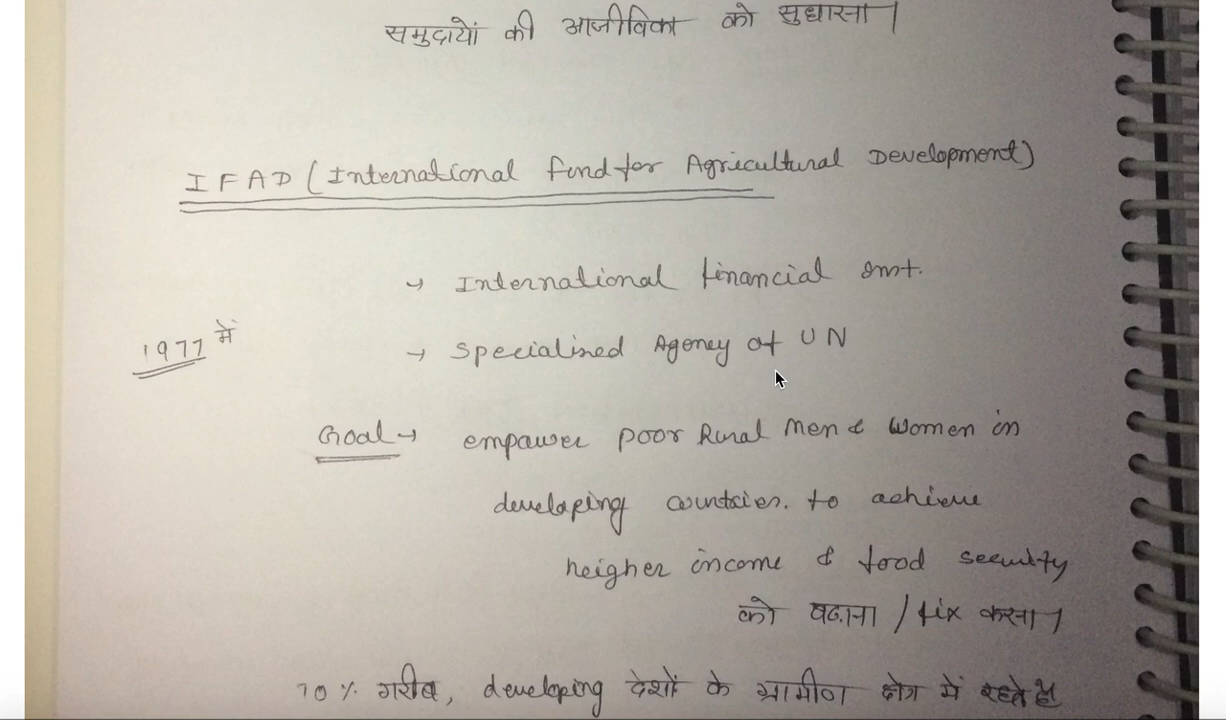 समुदायों की आजीविका को सुधारना।
IFAD (International Fund for Agricultural Development)
→ International financial Inst.
1977 में
→ Specialised Agency of UN
Goal → empower poor Rural Men & Women in
developing countries. to achieve
heigher income & food security
को बढ़ाना / fix करना।
70% गरीब, developing देशों के ग्रामीण क्षेत्र में रहते है